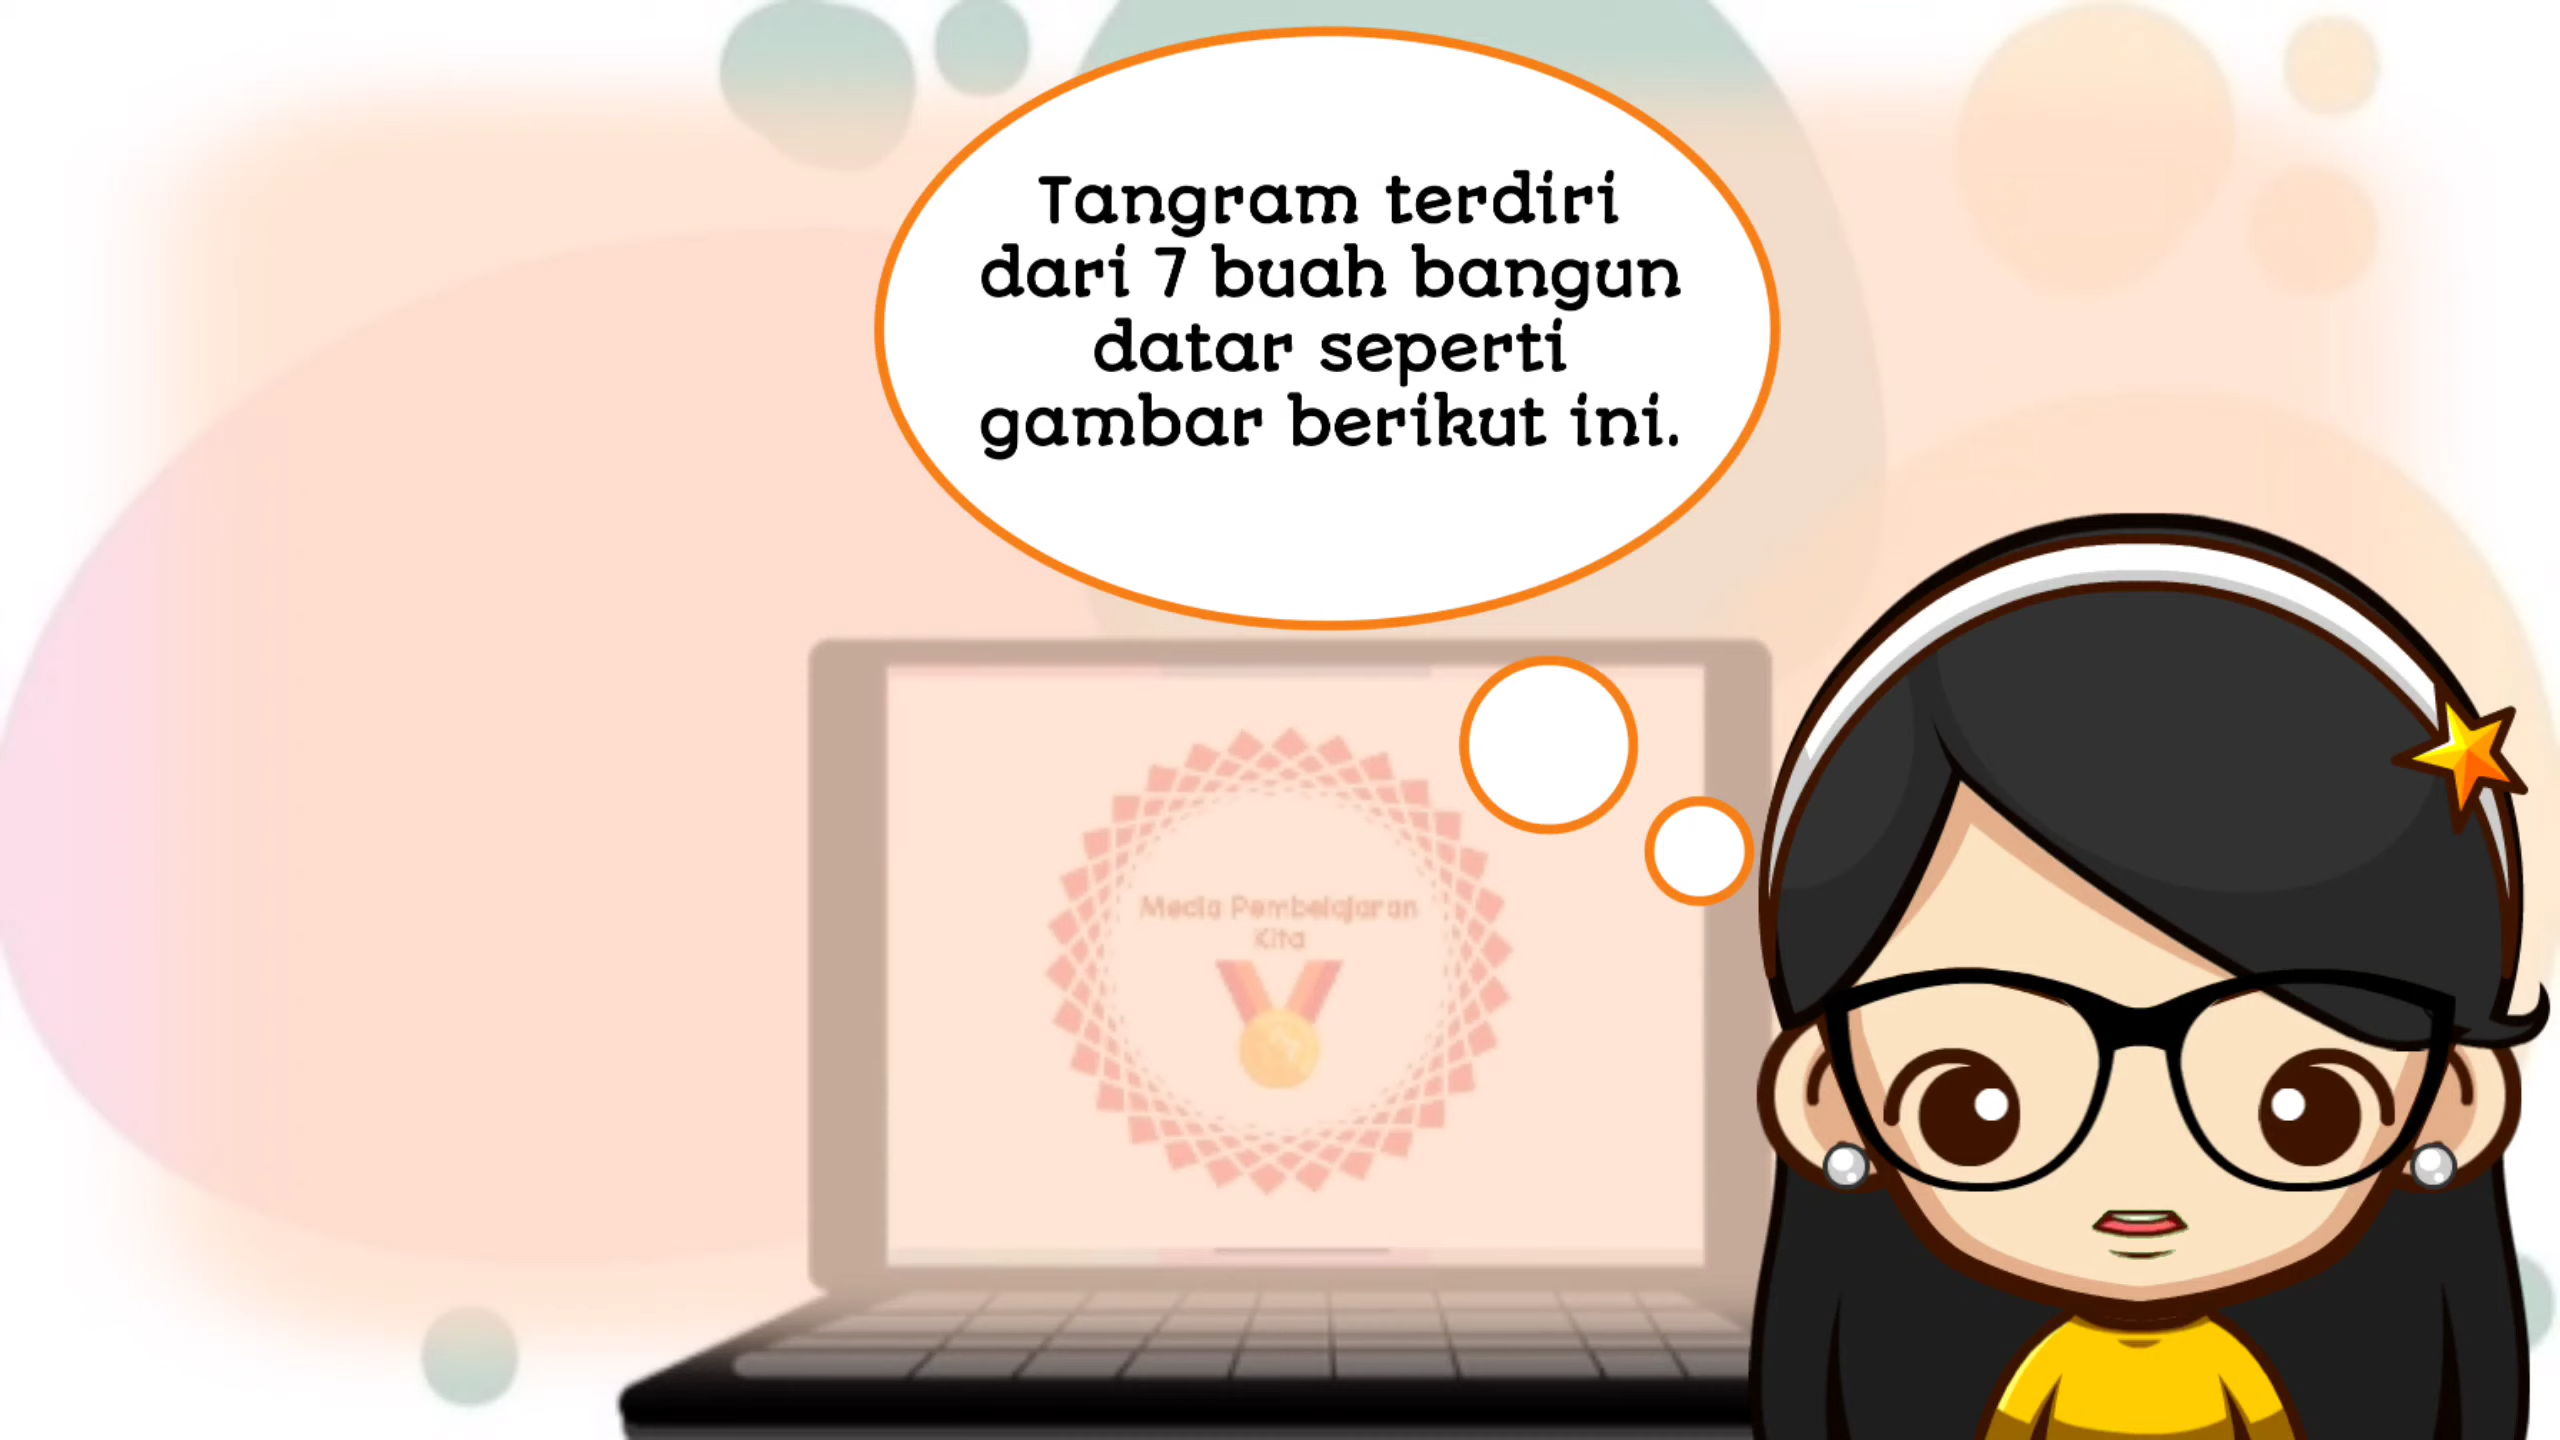 Tangram terdiri
dari 7 buah bangun
datar seperti
gambar berikut ini.
Media Pembelajaran
Kita